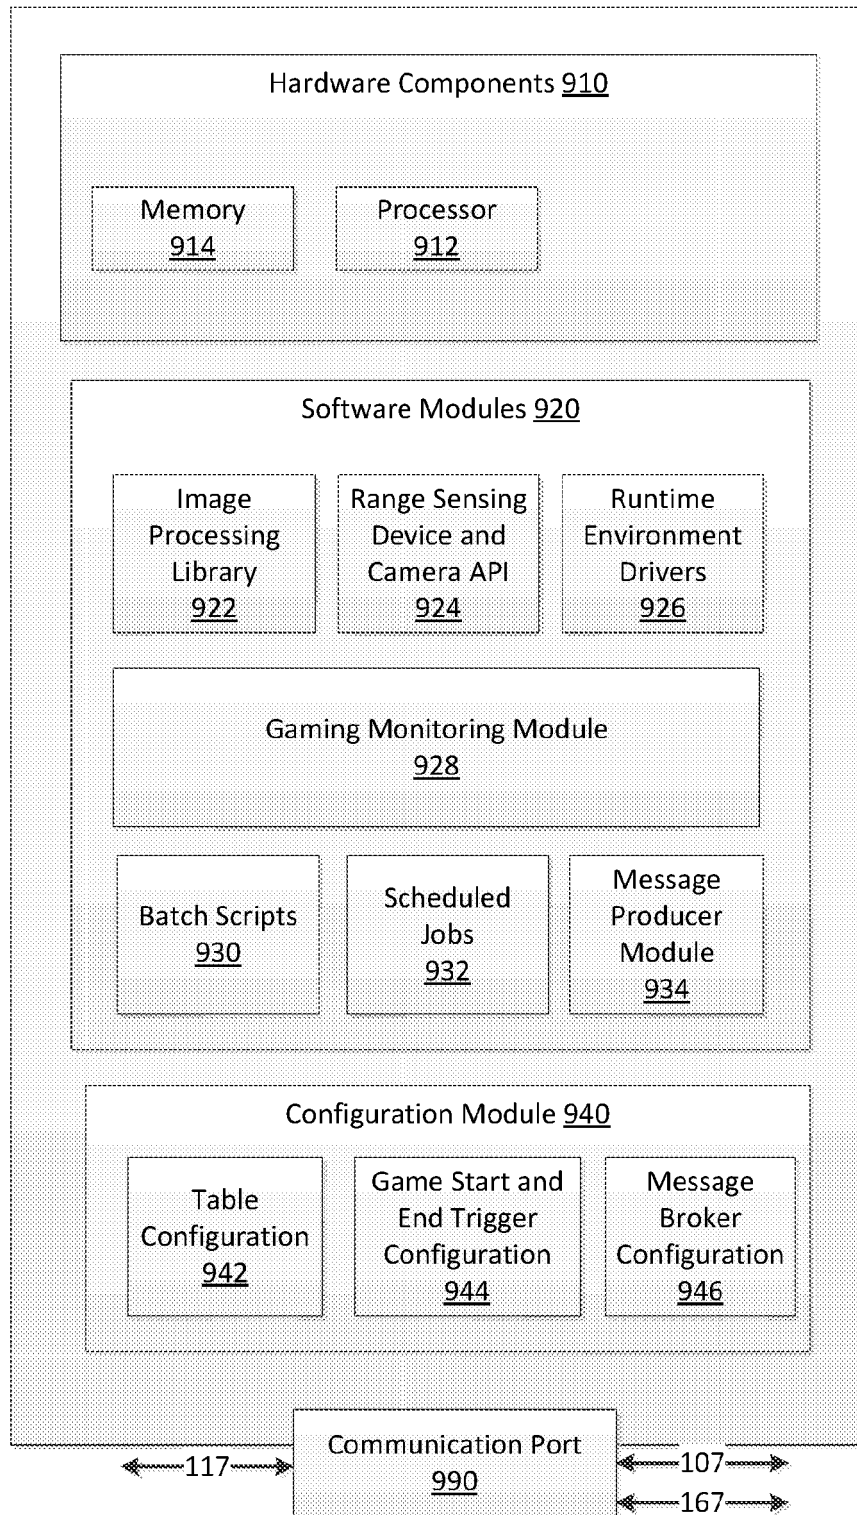 Hardware Components 910
Memory
914
Processor
912
Software Modules 920
Image
Processing
Library
922
Range Sensing
Device and
Camera API
924
Runtime
Environment
Drivers
926
Gaming Monitoring Module
928
Batch Scripts
930
Scheduled
Jobs
932
Message
Producer
Module
934
Configuration Module 940
Table
Configuration
942
Game Start and
End Trigger
Configuration
944
Message
Broker
Configuration
946
Communication Port
990
117
107
167